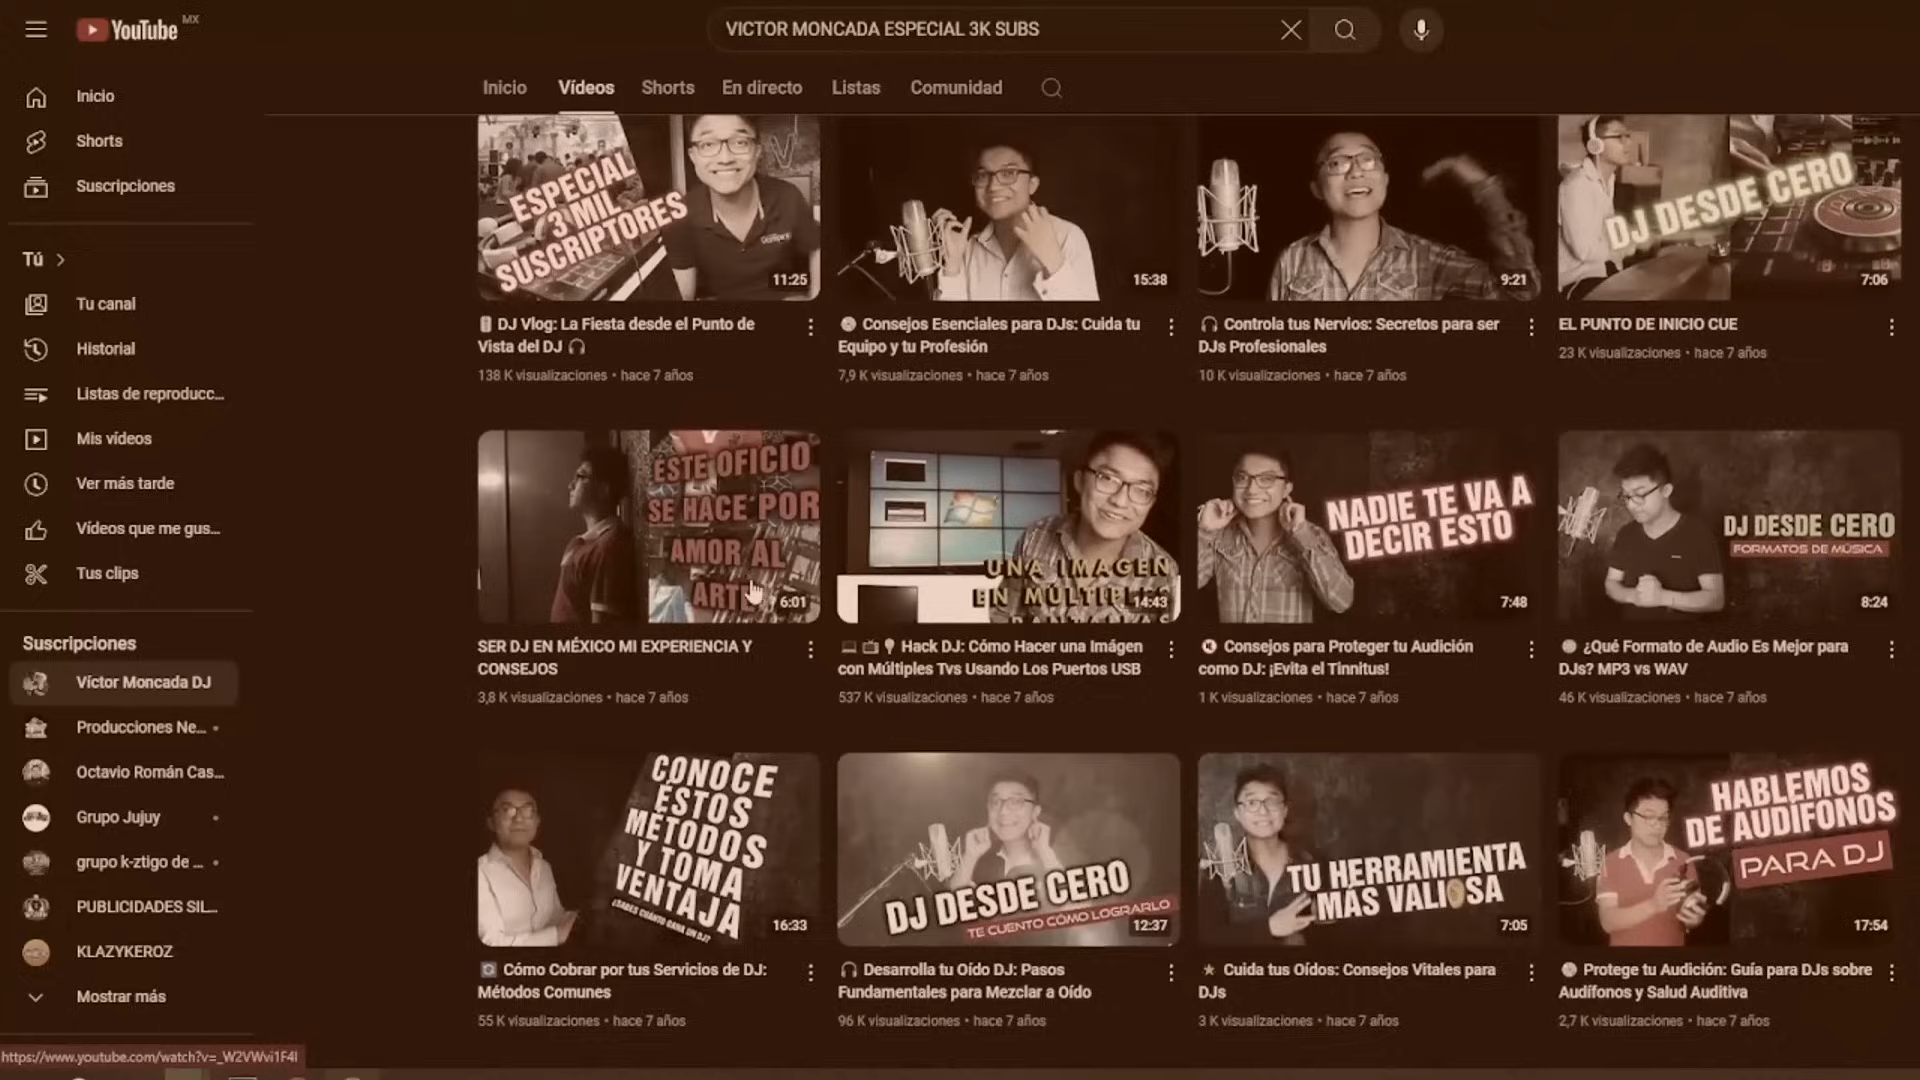 YouTube MX
VICTOR MONCADA ESPECIAL 3K SUBS
Inicio
Shorts
Suscripciones
Tú
Tu canal
Historial
Listas de reproducc...
Mis vídeos
Ver más tarde
Vídeos que me gus...
Tus clips
Suscripciones
Víctor Moncada DJ
Producciones Ne...
Octavio Román Cas...
Grupo Jujuy
grupo k-ztigo de ...
PUBLICIDADES SIL...
KLAZYKEROZ
Mostrar más
https://www.youtube.com/watch?v=_W2VWvi1F4I
Inicio Vídeos Shorts En directo Listas Comunidad
ESPECIAL
3 MIL
SUSCRIPTORES
11:25
DJ Vlog: La Fiesta desde el Punto de
Vista del DJ
138 K visualizaciones • hace 7 años
15:38
Consejos Esenciales para DJs: Cuida tu
Equipo y tu Profesión
7,9 K visualizaciones • hace 7 años
9:21
Controla tus Nervios: Secretos para ser
DJs Profesionales
10 K visualizaciones • hace 7 años
DJ DESDE CERO
7:06
EL PUNTO DE INICIO CUE
23 K visualizaciones • hace 7 años
ESTE OFICIO
SE HACE POR
AMOR AL
ARTE
6:01
SER DJ EN MÉXICO MI EXPERIENCIA Y
CONSEJOS
3,8 K visualizaciones • hace 7 años
UNA IMAGEN
EN MÚLTIPLES
PANTALLAS
14:43
Hack DJ: Cómo Hacer una Imágen
con Múltiples Tvs Usando Los Puertos USB
537 K visualizaciones • hace 7 años
NADIE TE VA A
DECIR ESTO
7:48
Consejos para Proteger tu Audición
como DJ: ¡Evita el Tinnitus!
1 K visualizaciones • hace 7 años
DJ DESDE CERO
FORMATOS DE MÚSICA
8:24
¿Qué Formato de Audio Es Mejor para
DJs? MP3 vs WAV
46 K visualizaciones • hace 7 años
CONOCE
ÉSTOS
MÉTODOS
Y TOMA
VENTAJA
¿SABES CUÁNTO GANA UN DJ?
16:33
Cómo Cobrar por tus Servicios de DJ:
Métodos Comunes
55 K visualizaciones • hace 7 años
DJ DESDE CERO
TE CUENTO CÓMO LOGRARLO
12:37
Desarrolla tu Oído DJ: Pasos
Fundamentales para Mezclar a Oído
96 K visualizaciones • hace 7 años
TU HERRAMIENTA
MÁS VALIOSA
7:05
Cuida tus Oídos: Consejos Vitales para
DJs
3 K visualizaciones • hace 7 años
HABLEMOS
DE AUDIFONOS
PARA DJ
17:54
Protege tu Audición: Guía para DJs sobre
Audífonos y Salud Auditiva
2,7 K visualizaciones • hace 7 años